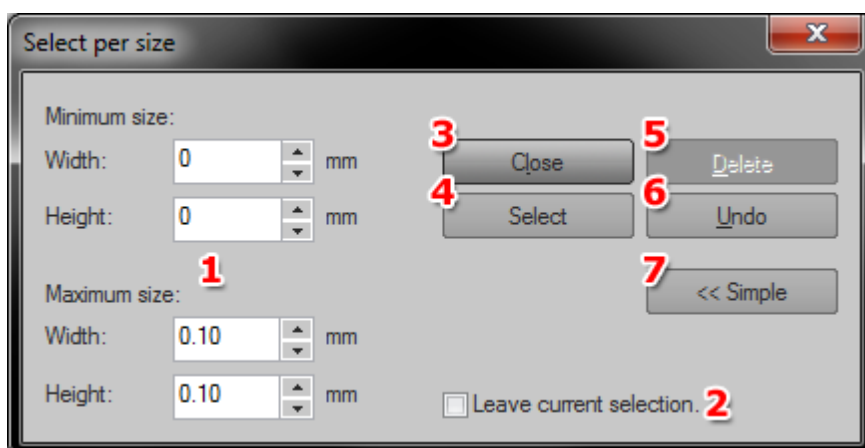 Select per size
x
Minimum size:
3
5
Width: 0 mm
Close
Delete
4
6
Height: 0 mm
Select
Undo
1
7
Maximum size:
<< Simple
Width: 0.10 mm
Height: 0.10 mm
Leave current selection. 2